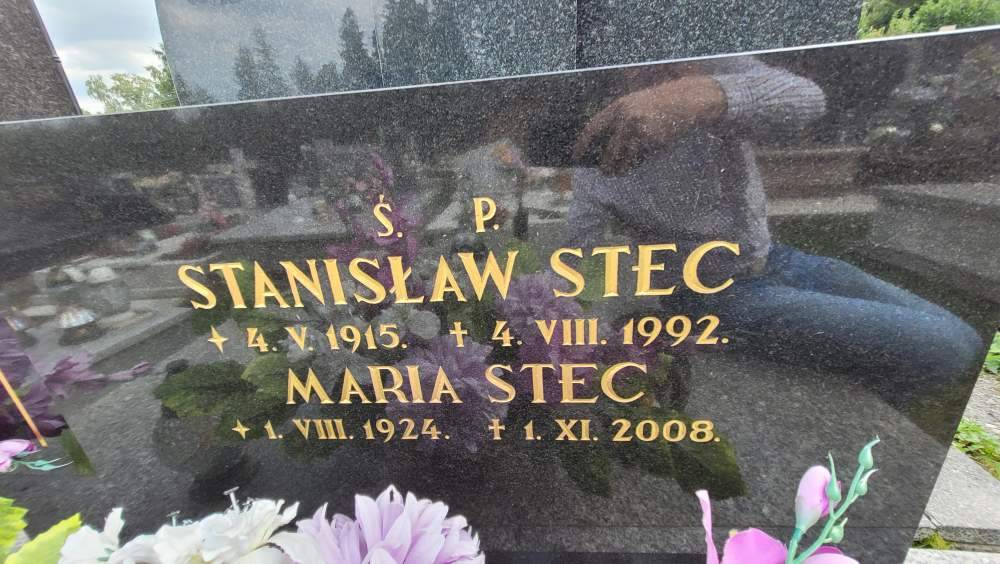 Ś. P.
STANISŁAW STEC
✦ 4. V. 1915. ✝ 4. VIII. 1992.
MARIA STEC
✦ 1. VIII. 1924. ✝ 1. XI. 2008.